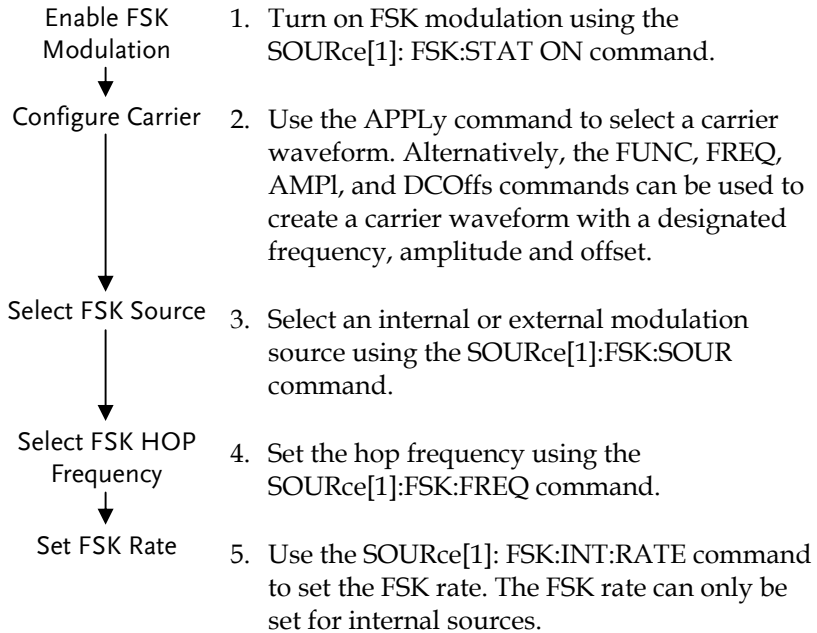 Enable FSK
Modulation
1. Turn on FSK modulation using the
SOURce[1]: FSK:STAT ON command.
Configure Carrier
2. Use the APPLy command to select a carrier
waveform. Alternatively, the FUNC, FREQ,
AMPl, and DCOffs commands can be used to
create a carrier waveform with a designated
frequency, amplitude and offset.
Select FSK Source
3. Select an internal or external modulation
source using the SOURce[1]:FSK:SOUR
command.
Select FSK HOP
Frequency
4. Set the hop frequency using the
SOURce[1]:FSK:FREQ command.
Set FSK Rate
5. Use the SOURce[1]: FSK:INT:RATE command
to set the FSK rate. The FSK rate can only be
set for internal sources.